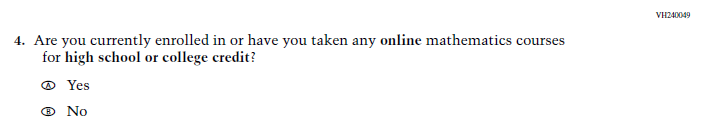 VH240049
4. Are you currently enrolled in or have you taken any online mathematics courses
for high school or college credit?
A Yes
B No